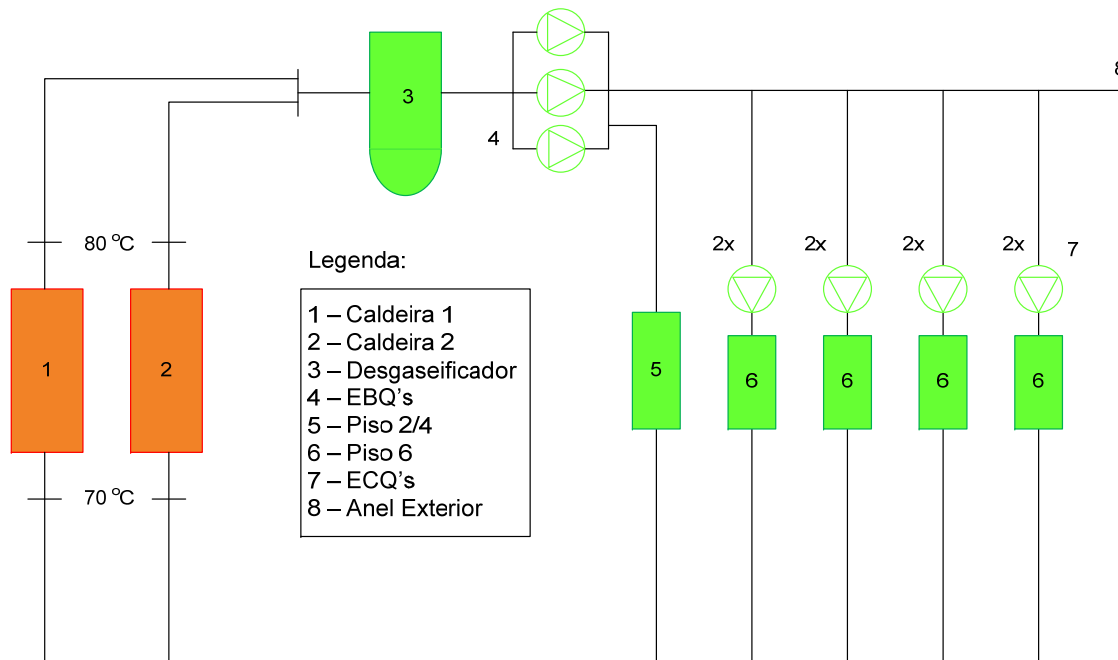 8
3
4
80 °C
2x
2x
2x
2x
7
Legenda:
1 – Caldeira 1
2 – Caldeira 2
3 – Desgaseificador
4 – EBQ's
5 – Piso 2/4
6 – Piso 6
7 – ECQ's
8 – Anel Exterior
1
2
5
6
6
6
6
70 °C